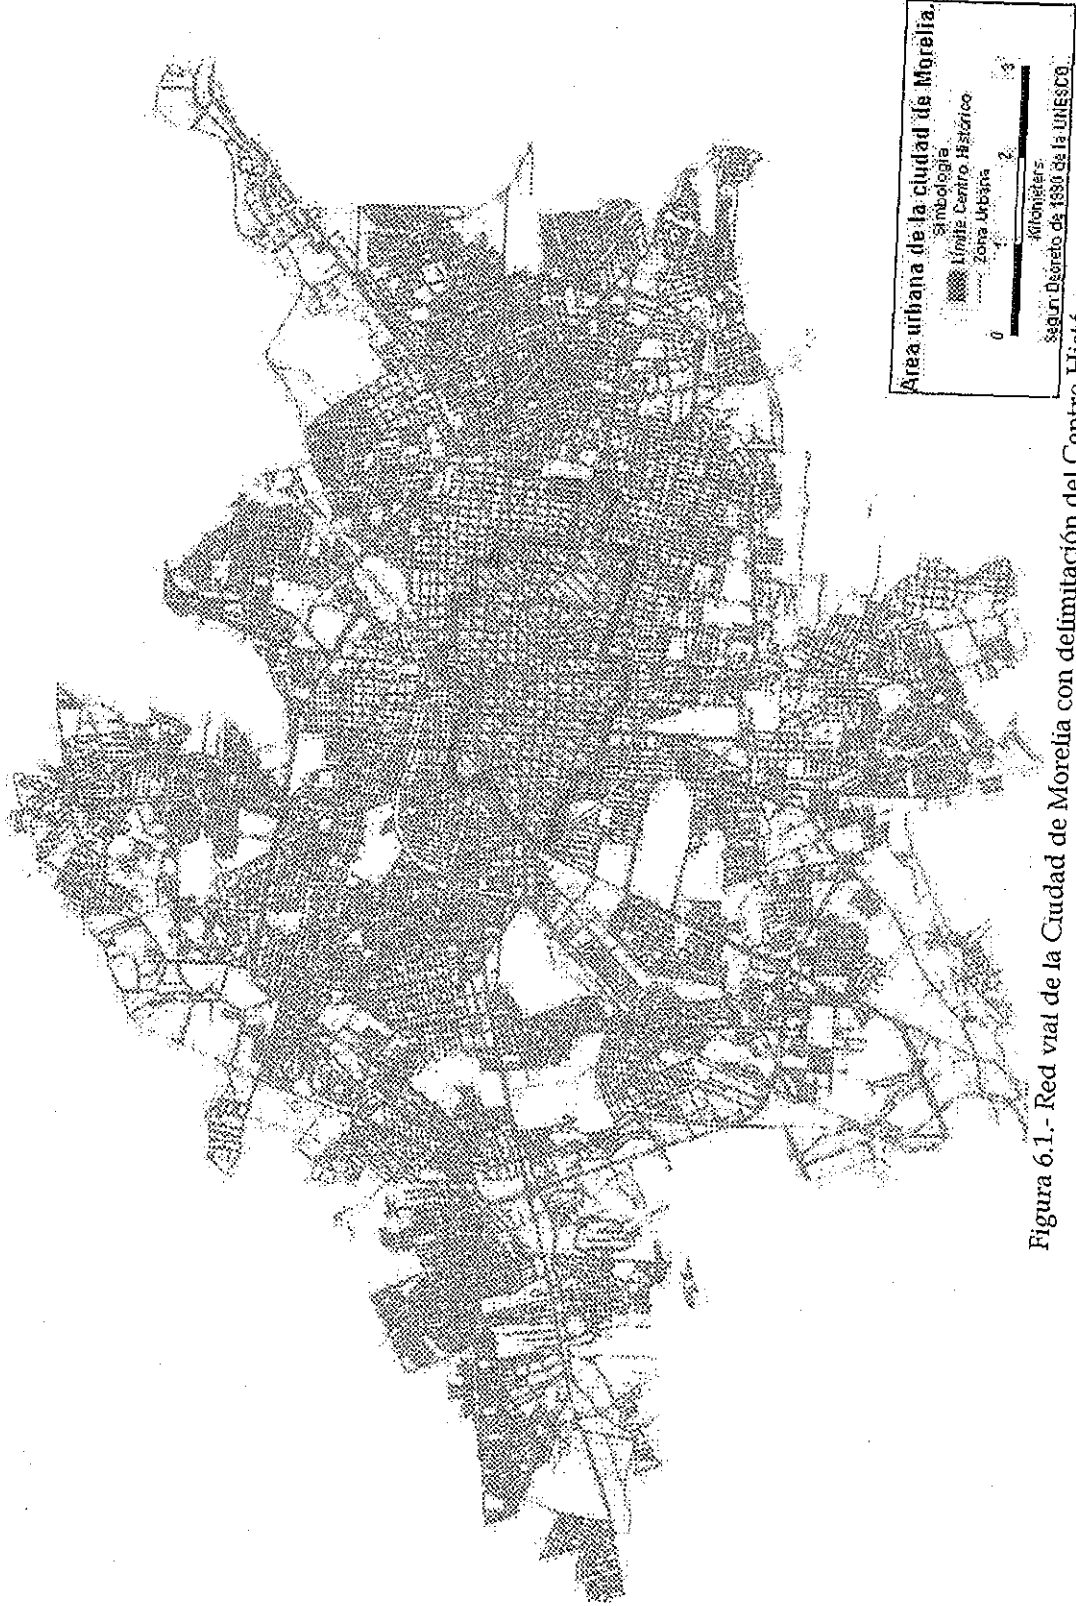 Área urbana de la ciudad de Morelia.
Simbología
Límite Centro Histórico
Zona Urbana
0 1 2 3
Kilometers
Según Decreto de 1990 de la UNESCO
Figura 6.1.- Red vial de la Ciudad de Morelia con delimitación del Centro